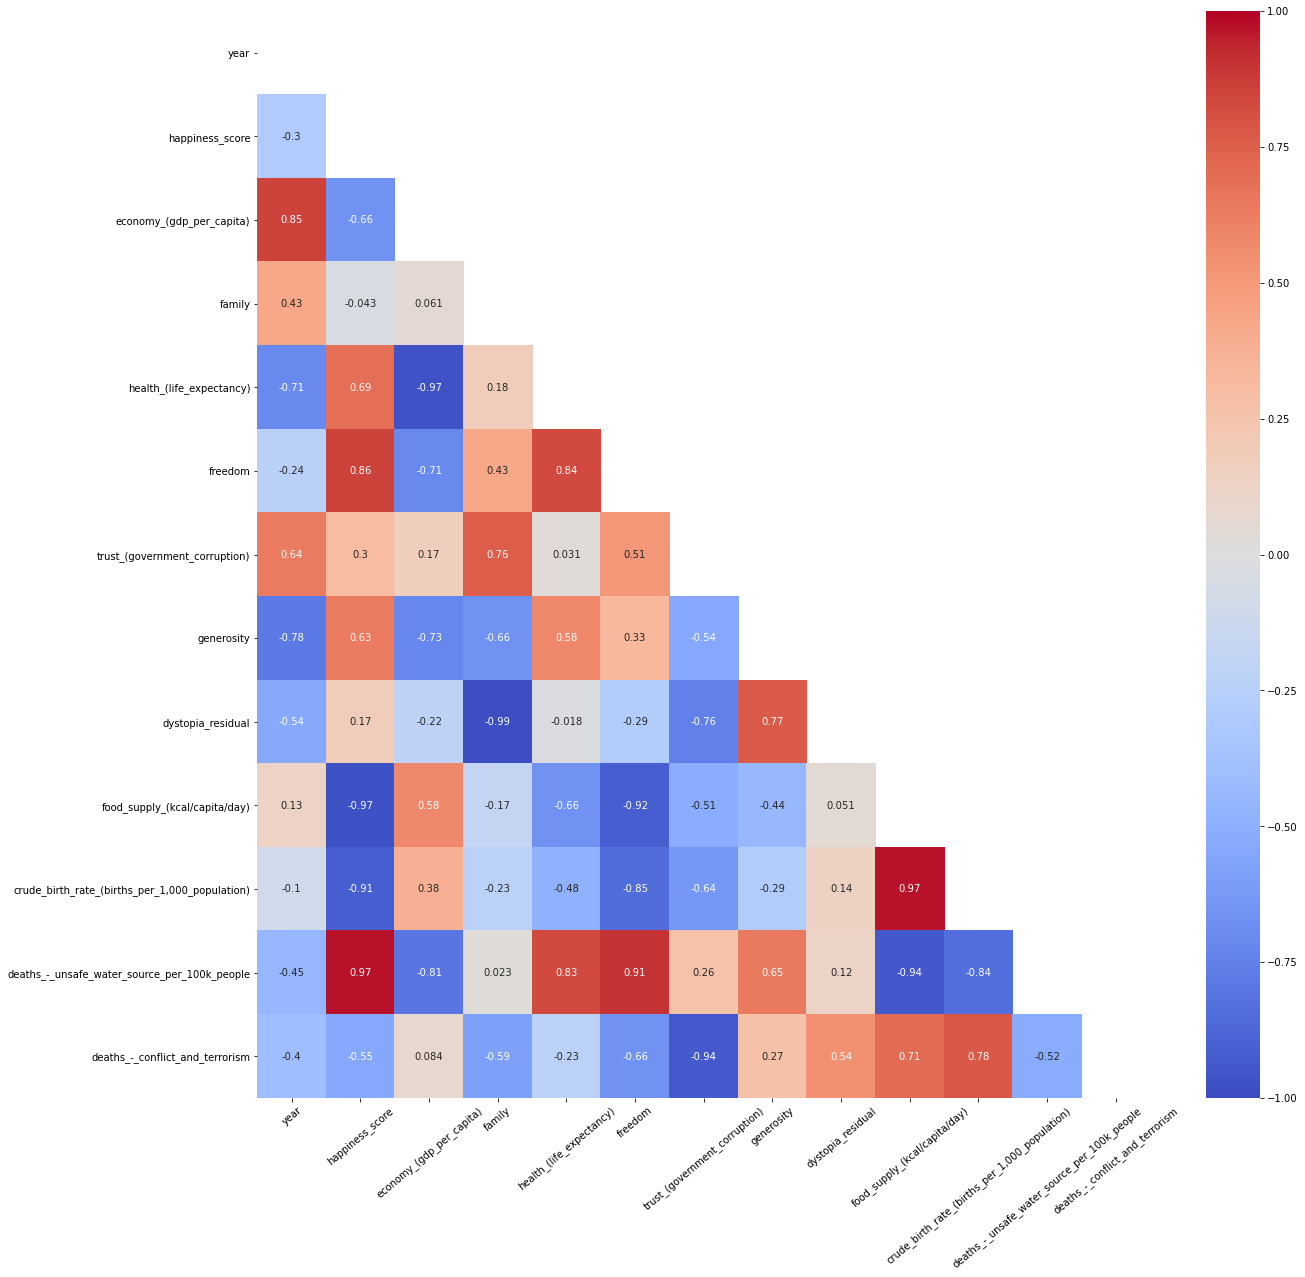 1.00
year
happiness_score -0.3
0.75
economy_(gdp_per_capita) 0.85 -0.66
family 0.43 -0.043 0.061
0.50
health_(life_expectancy) -0.71 0.69 -0.97 0.18
freedom -0.24 0.86 -0.71 0.43 0.84
0.25
trust_(government_corruption) 0.64 0.3 0.17 0.76 0.031 0.51
0.00
generosity -0.78 0.63 -0.73 -0.66 0.58 0.33 -0.54
−0.25
dystopia_residual -0.54 0.17 -0.22 -0.99 -0.018 -0.29 -0.76 0.77
food_supply_(kcal/capita/day) 0.13 -0.97 0.58 -0.17 -0.66 -0.92 -0.51 -0.44 0.051
−0.50
crude_birth_rate_(births_per_1,000_population) -0.1 -0.91 0.38 -0.23 -0.48 -0.85 -0.64 -0.29 0.14 0.97
−0.75
deaths_-_unsafe_water_source_per_100k_people -0.45 0.97 -0.81 0.023 0.83 0.91 0.26 0.65 0.12 -0.94 -0.84
deaths_-_conflict_and_terrorism -0.4 -0.55 0.084 -0.59 -0.23 -0.66 -0.94 0.27 0.54 0.71 0.78 -0.52
−1.00
year
happiness_score
economy_(gdp_per_capita)
family
health_(life_expectancy)
freedom
trust_(government_corruption)
generosity
dystopia_residual
food_supply_(kcal/capita/day)
crude_birth_rate_(births_per_1,000_population)
deaths_-_unsafe_water_source_per_100k_people
deaths_-_conflict_and_terrorism